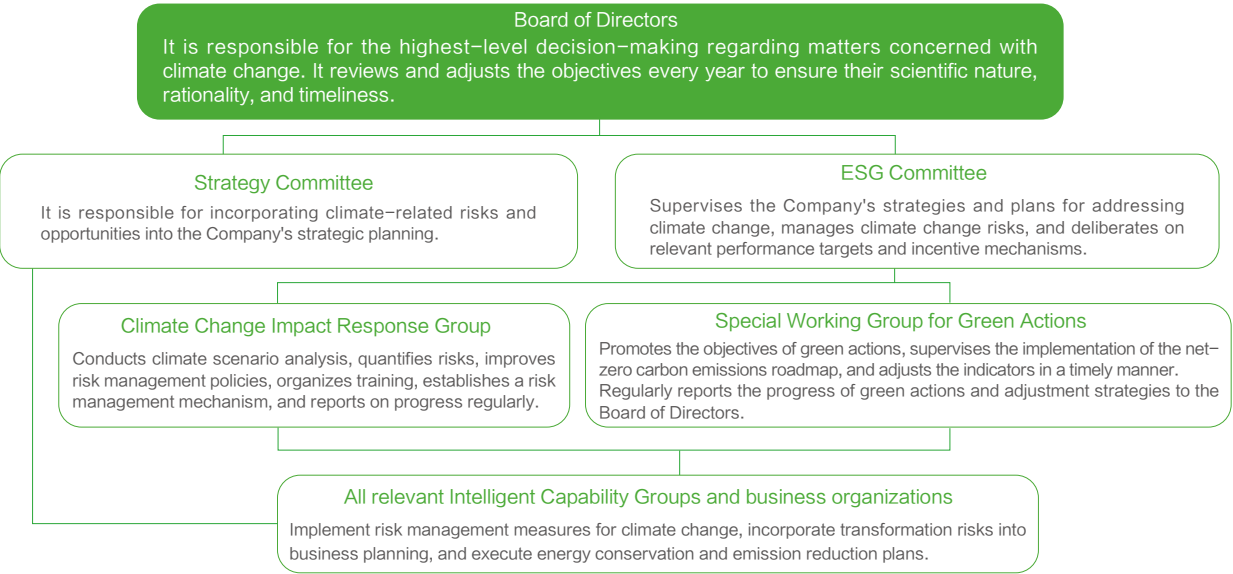 Board of Directors
It is responsible for the highest-level decision-making regarding matters concerned with
climate change. It reviews and adjusts the objectives every year to ensure their scientific nature,
rationality, and timeliness.
Strategy Committee
It is responsible for incorporating climate-related risks and
opportunities into the Company's strategic planning.
ESG Committee
Supervises the Company's strategies and plans for addressing
climate change, manages climate change risks, and deliberates on
relevant performance targets and incentive mechanisms.
Climate Change Impact Response Group
Conducts climate scenario analysis, quantifies risks, improves
risk management policies, organizes training, establishes a risk
management mechanism, and reports on progress regularly.
Special Working Group for Green Actions
Promotes the objectives of green actions, supervises the implementation of the net-
zero carbon emissions roadmap, and adjusts the indicators in a timely manner.
Regularly reports the progress of green actions and adjustment strategies to the
Board of Directors.
All relevant Intelligent Capability Groups and business organizations
Implement risk management measures for climate change, incorporate transformation risks into
business planning, and execute energy conservation and emission reduction plans.